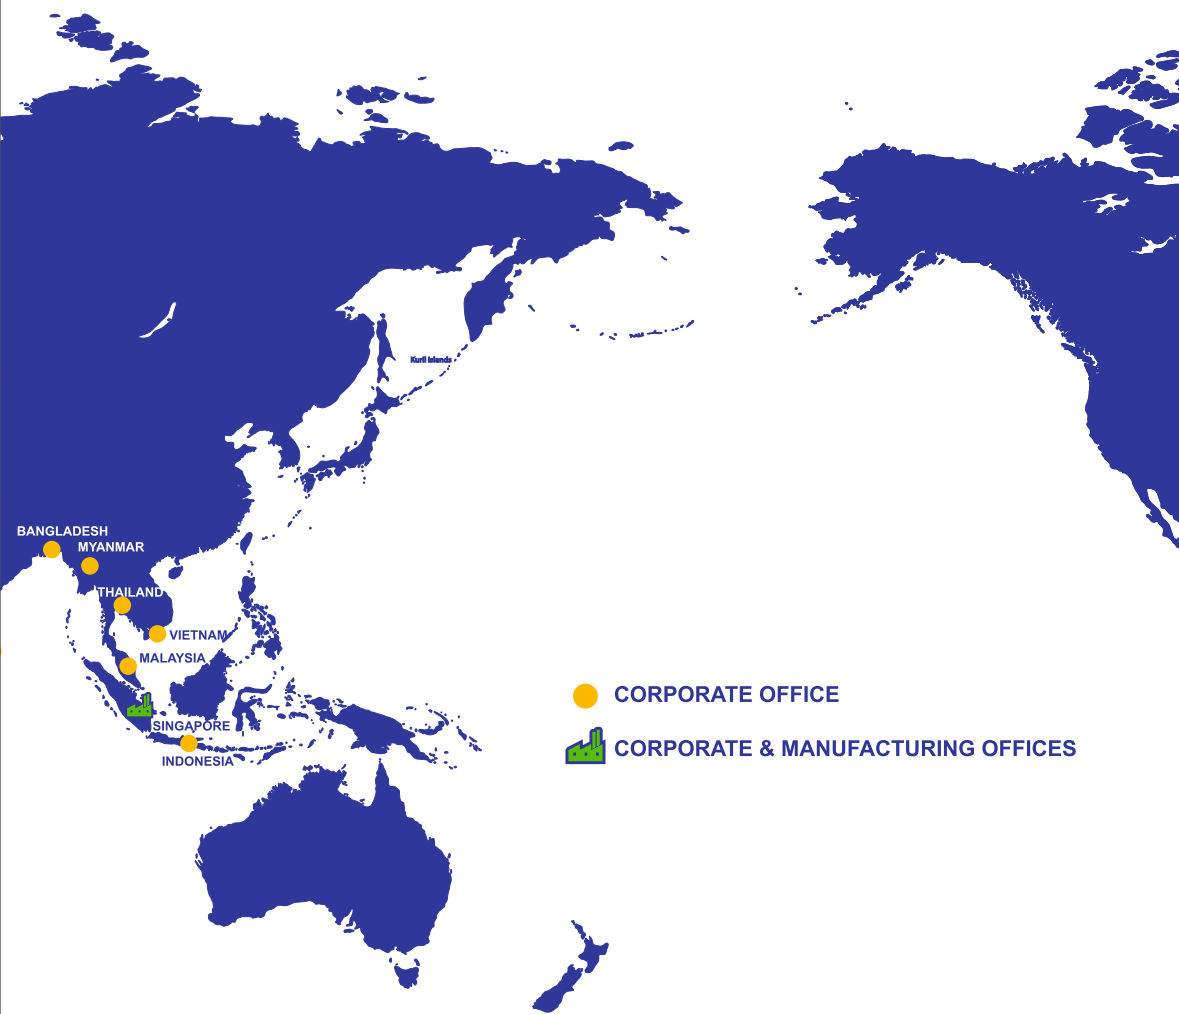 Kuril Islands
BANGLADESH
MYANMAR
THAILAND
VIETNAM
MALAYSIA
SINGAPORE
INDONESIA
CORPORATE OFFICE
CORPORATE & MANUFACTURING OFFICES